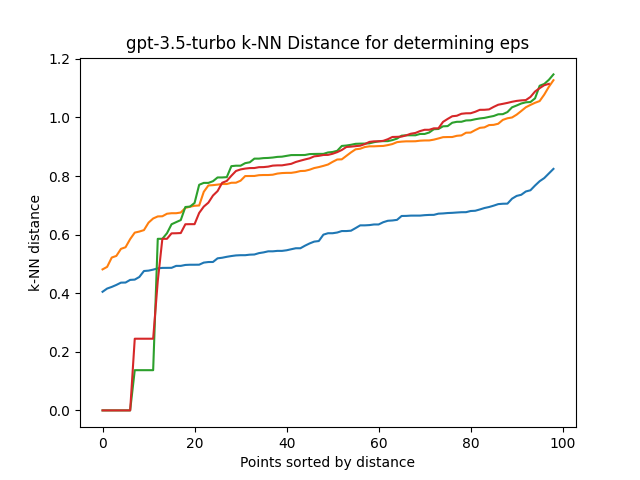 gpt-3.5-turbo k-NN Distance for determining eps
1.2
1.0
0.8
0.6
0.4
0.2
0.0
k-NN distance
0 20 40 60 80 100
Points sorted by distance